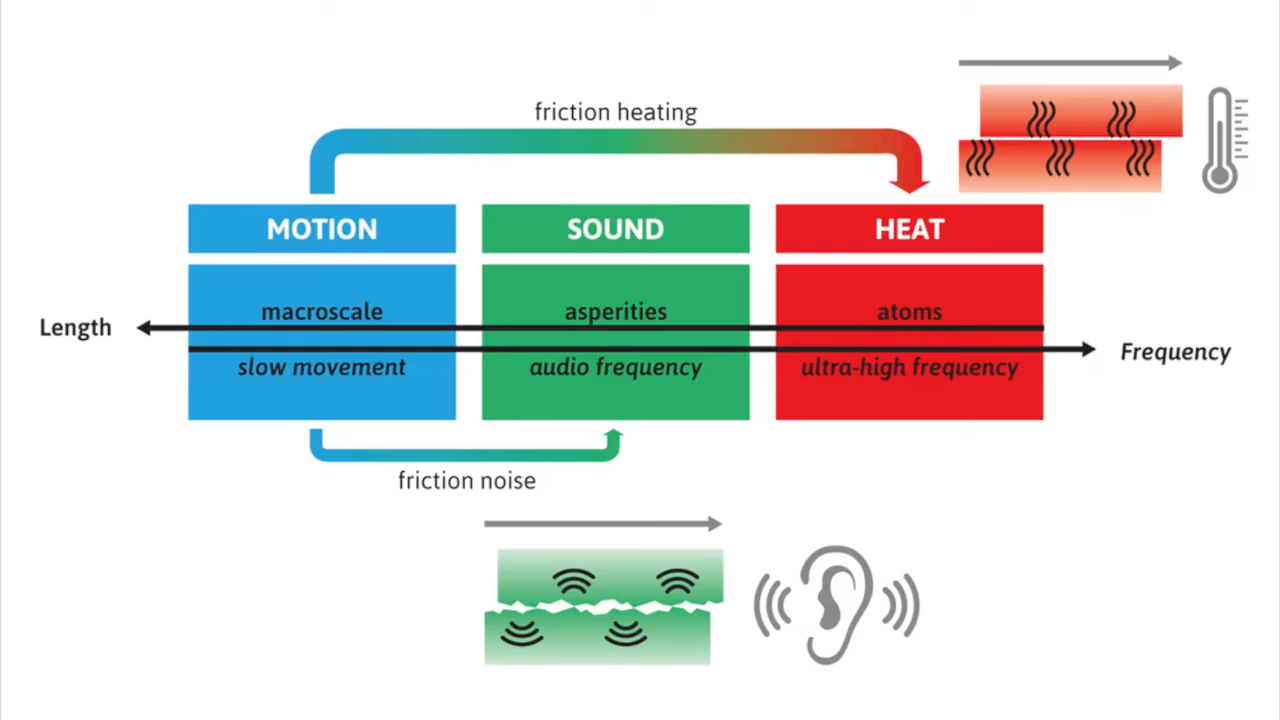 friction heating
MOTION
SOUND
HEAT
macroscale
asperities
atoms
Length
Frequency
slow movement
audio frequency
ultra-high frequency
friction noise